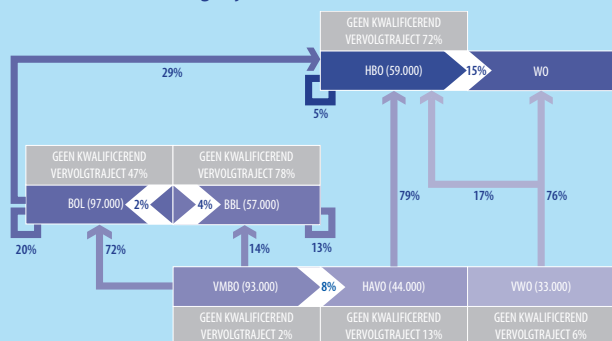 GEEN KWALIFICEREND
VERVOLGTRAJECT 72%
HBO (59.000)
15%
WO
29%
5%
GEEN KWALIFICEREND
VERVOLGTRAJECT 47%
GEEN KWALIFICEREND
VERVOLGTRAJECT 78%
BOL (97.000)
2%
4%
BBL (57.000)
79%
17%
76%
20%
72%
14%
13%
VMBO (93.000)
8%
HAVO (44.000)
VWO (33.000)
GEEN KWALIFICEREND
VERVOLGTRAJECT 2%
GEEN KWALIFICEREND
VERVOLGTRAJECT 13%
GEEN KWALIFICEREND
VERVOLGTRAJECT 6%